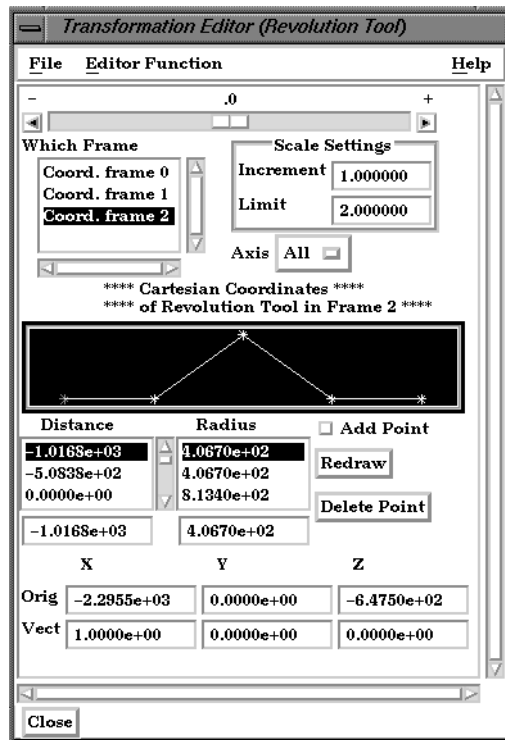 Transformation Editor (Revolution Tool)
File Editor Function Help
- .0 +
Which Frame
Coord. frame 0
Coord. frame 1
Coord. frame 2
Scale Settings
Increment 1.000000
Limit 2.000000
Axis All
**** Cartesian Coordinates ****
**** of Revolution Tool in Frame 2 ****
Distance Radius Add Point
-1.0168e+03 4.0670e+02
-5.0838e+02 4.0670e+02
0.0000e+00 8.1340e+02
Redraw
Delete Point
-1.0168e+03 4.0670e+02
X Y Z
Orig -2.2955e+03 0.0000e+00 -6.4750e+02
Vect 1.0000e+00 0.0000e+00 0.0000e+00
Close